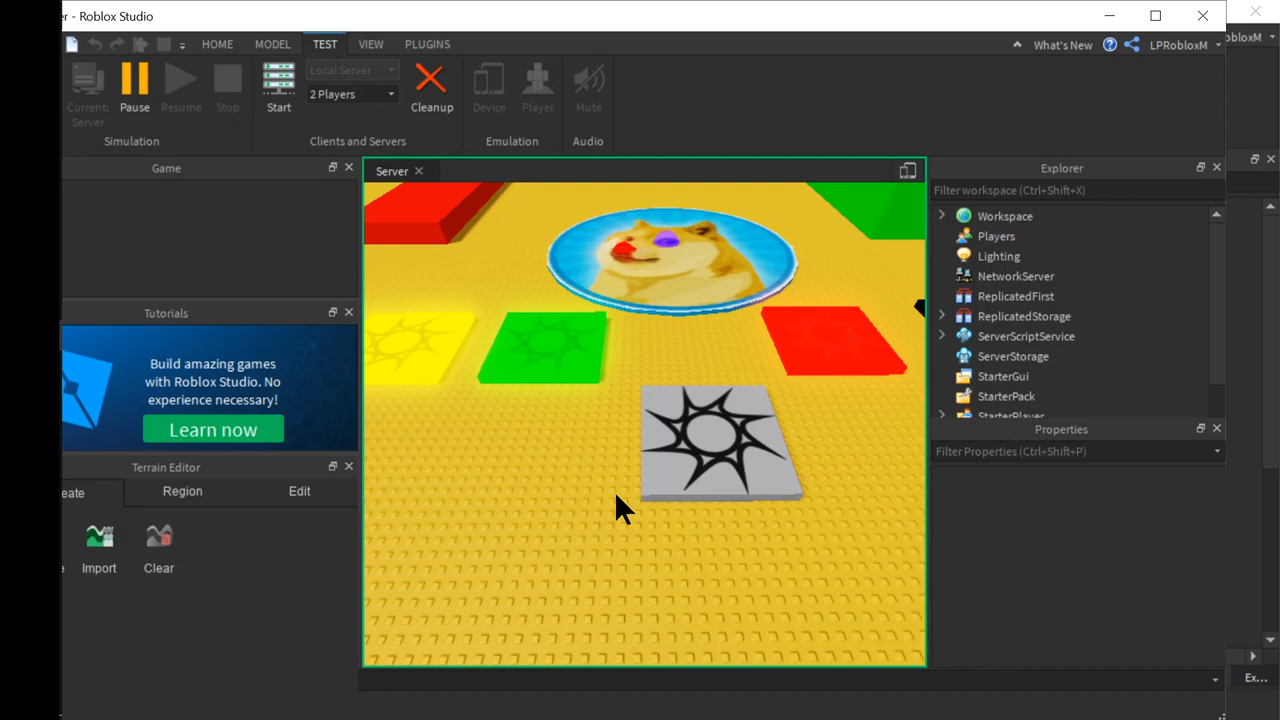 er - Roblox Studio
HOME MODEL TEST VIEW PLUGINS
What's New LPRobloxM
obloxM
Current:
Server
Pause Resume Stop
Start
Local Server
2 Players
Cleanup
Device Player
Mute
Simulation Clients and Servers Emulation Audio
Game
Server
Explorer
Filter workspace (Ctrl+Shift+X)
Workspace
Players
Lighting
NetworkServer
ReplicatedFirst
ReplicatedStorage
ServerScriptService
ServerStorage
StarterGui
StarterPack
StarterPlayer
Tutorials
Build amazing games
with Roblox Studio. No
experience necessary!
Learn now
Properties
Filter Properties (Ctrl+Shift+P)
Terrain Editor
eate Region Edit
e Import Clear
Ex...